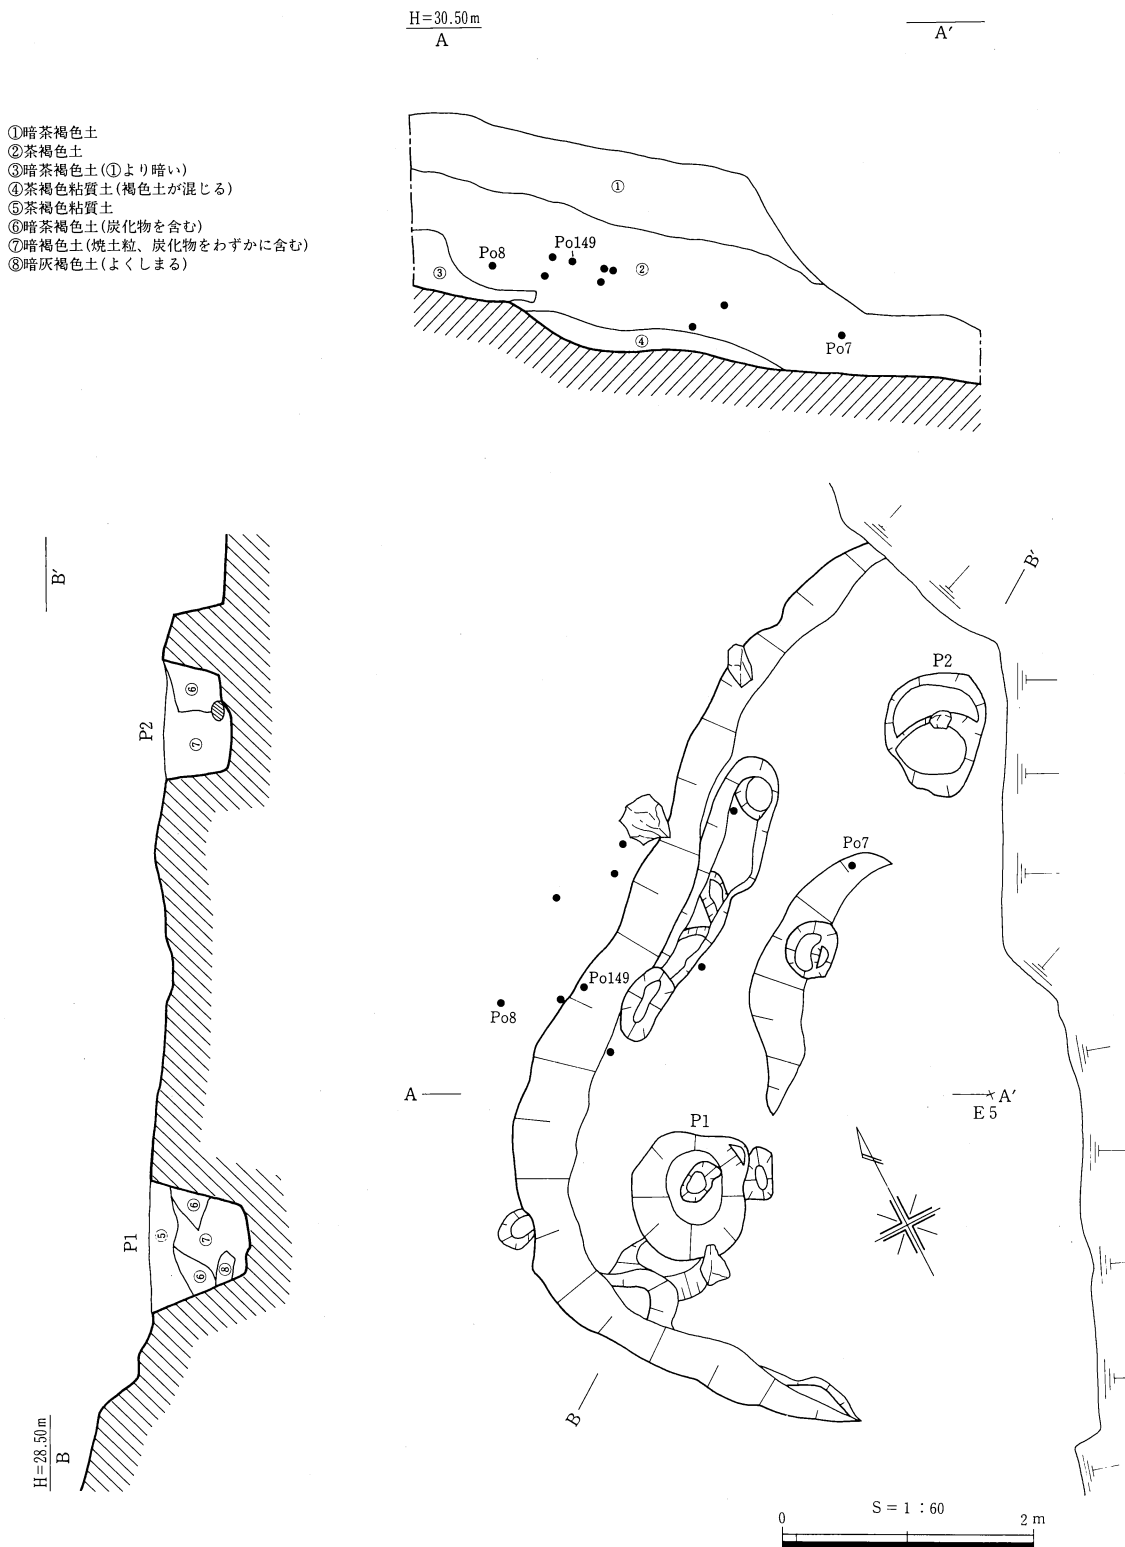 H=30.50m
A
A′
①暗茶褐色土
②茶褐色土
③暗茶褐色土(①より暗い)
④茶褐色粘質土(褐色土が混じる)
⑤茶褐色粘質土
⑥暗茶褐色土(炭化物を含む)
⑦暗褐色土(焼土粒、炭化物をわずかに含む)
⑧暗灰褐色土(よくしまる)
①
Po8
Po149
②
③
④
Po7
B′
B′
P2
P2
⑥
⑦
Po7
Po149
Po8
A
A′
E5
P1
P1
⑤
⑥
⑦
⑥
⑧
B
H=28.50m
B
S=1:60
0
2m